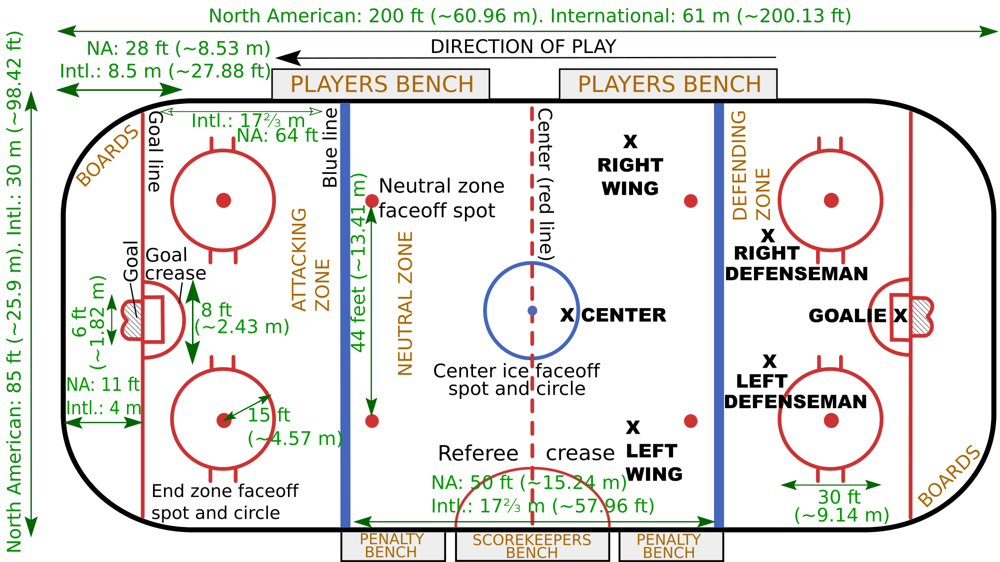 North American: 200 ft (~60.96 m). International: 61 m (~200.13 ft)
NA: 28 ft (~8.53 m)
Intl.: 8.5 m (~27.88 ft)
DIRECTION OF PLAY
PLAYERS BENCH
PLAYERS BENCH
North American: 85 ft (~25.9 m). Intl.: 30 m (~98.42 ft)
BOARDS
Goal line
Intl.: 17⅔ m
NA: 64 ft
Blue line
Center (red line)
X
RIGHT
WING
DEFENDING
ZONE
Neutral zone
faceoff spot
44 feet (~13.41 m)
ATTACKING
ZONE
NEUTRAL ZONE
X
RIGHT
DEFENSEMAN
Goal
Goal
crease
6 ft
(~1.82 m)
8 ft
(~2.43 m)
X CENTER
GOALIE X
Center ice faceoff
spot and circle
X
LEFT
DEFENSEMAN
NA: 11 ft
Intl.: 4 m
15 ft
(~4.57 m)
X
LEFT
WING
Referee crease
NA: 50 ft (~15.24 m)
Intl.: 17⅔ m (~57.96 ft)
End zone faceoff
spot and circle
30 ft
(~9.14 m)
BOARDS
PENALTY
BENCH
SCOREKEEPERS
BENCH
PENALTY
BENCH